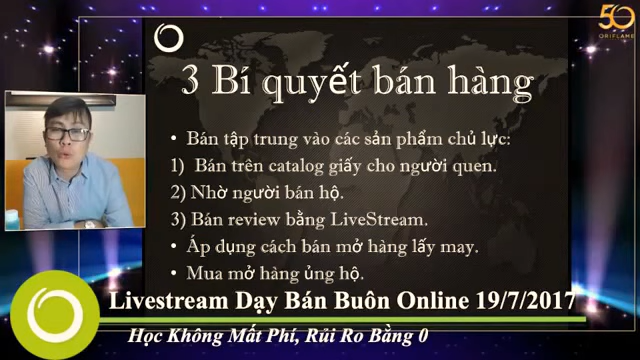 50
ORIFLAME
3 Bí quyết bán hàng
• Bán tập trung vào các sản phẩm chủ lực:
1) Bán trên catalog giấy cho người quen.
2) Nhờ người bán hộ.
3) Bán review bằng LiveStream.
• Áp dụng cách bán mở hàng lấy may.
• Mua mở hàng ủng hộ.
Livestream Dạy Bán Buôn Online 19/7/2017
Học Không Mất Phí, Rủi Ro Bằng 0